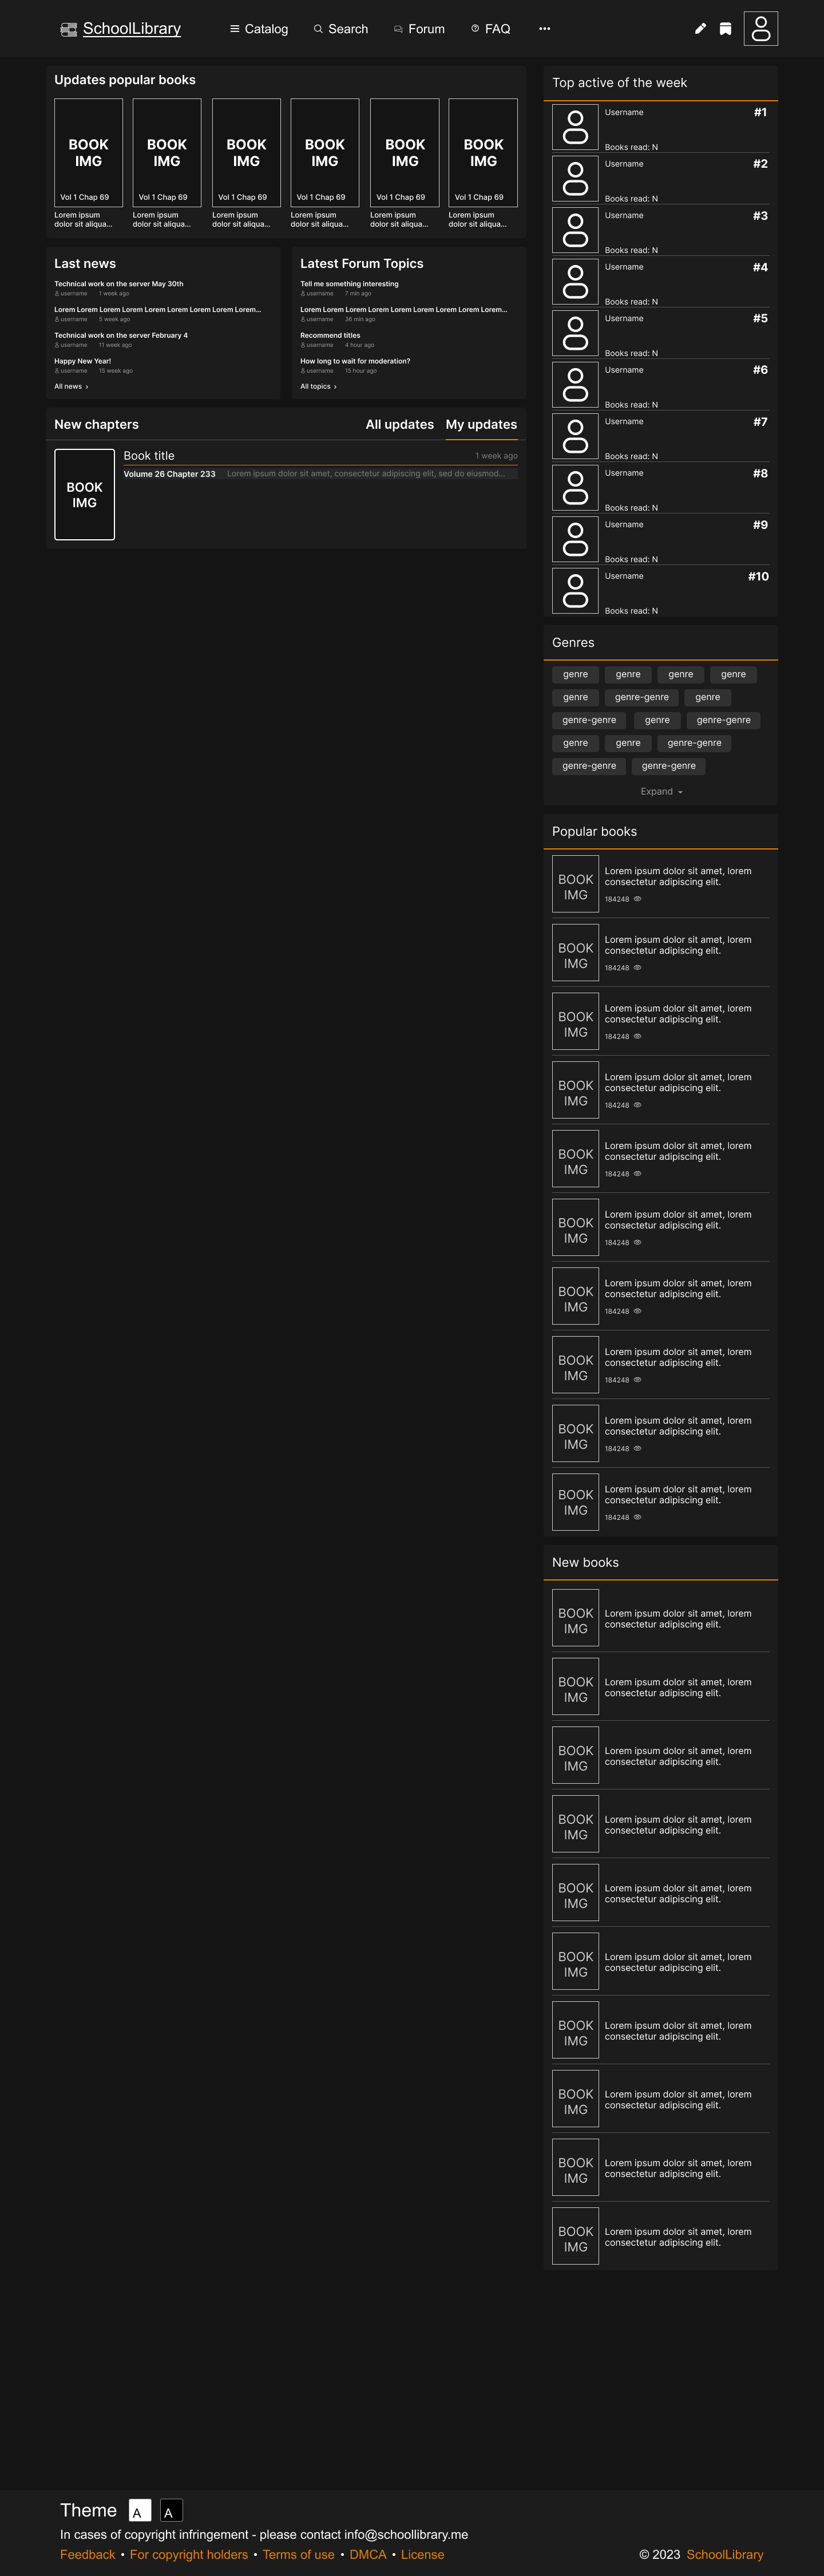 SchoolLibrary
Catalog
Search
Forum
FAQ
Updates popular books
BOOK
IMG
Vol 1 Chap 69
Lorem ipsum
dolor sit aliqua...
BOOK
IMG
Vol 1 Chap 69
Lorem ipsum
dolor sit aliqua...
BOOK
IMG
Vol 1 Chap 69
Lorem ipsum
dolor sit aliqua...
BOOK
IMG
Vol 1 Chap 69
Lorem ipsum
dolor sit aliqua...
BOOK
IMG
Vol 1 Chap 69
Lorem ipsum
dolor sit aliqua...
BOOK
IMG
Vol 1 Chap 69
Lorem ipsum
dolor sit aliqua...
Last news
Technical work on the server May 30th
username 1 week ago
Lorem Lorem Lorem Lorem Lorem Lorem Lorem Lorem Lorem...
username 5 week ago
Technical work on the server February 4
username 11 week ago
Happy New Year!
username 15 week ago
All news ›
Latest Forum Topics
Tell me something interesting
username 7 min ago
Lorem Lorem Lorem Lorem Lorem Lorem Lorem Lorem Lorem...
username 36 min ago
Recommend titles
username 4 hour ago
How long to wait for moderation?
username 15 hour ago
All topics ›
New chapters
All updates
My updates
BOOK
IMG
Book title
1 week ago
Volume 26 Chapter 233 Lorem ipsum dolor sit amet, consectetur adipiscing elit, sed do eiusmod...
Top active of the week
Username #1
Books read: N
Username #2
Books read: N
Username #3
Books read: N
Username #4
Books read: N
Username #5
Books read: N
Username #6
Books read: N
Username #7
Books read: N
Username #8
Books read: N
Username #9
Books read: N
Username #10
Books read: N
Genres
genre genre genre genre
genre genre-genre genre
genre-genre genre genre-genre
genre genre genre-genre
genre-genre genre-genre
Expand
Popular books
BOOK
IMG
Lorem ipsum dolor sit amet, lorem
consectetur adipiscing elit.
184248
BOOK
IMG
Lorem ipsum dolor sit amet, lorem
consectetur adipiscing elit.
184248
BOOK
IMG
Lorem ipsum dolor sit amet, lorem
consectetur adipiscing elit.
184248
BOOK
IMG
Lorem ipsum dolor sit amet, lorem
consectetur adipiscing elit.
184248
BOOK
IMG
Lorem ipsum dolor sit amet, lorem
consectetur adipiscing elit.
184248
BOOK
IMG
Lorem ipsum dolor sit amet, lorem
consectetur adipiscing elit.
184248
BOOK
IMG
Lorem ipsum dolor sit amet, lorem
consectetur adipiscing elit.
184248
BOOK
IMG
Lorem ipsum dolor sit amet, lorem
consectetur adipiscing elit.
184248
BOOK
IMG
Lorem ipsum dolor sit amet, lorem
consectetur adipiscing elit.
184248
BOOK
IMG
Lorem ipsum dolor sit amet, lorem
consectetur adipiscing elit.
184248
New books
BOOK
IMG
Lorem ipsum dolor sit amet, lorem
consectetur adipiscing elit.
BOOK
IMG
Lorem ipsum dolor sit amet, lorem
consectetur adipiscing elit.
BOOK
IMG
Lorem ipsum dolor sit amet, lorem
consectetur adipiscing elit.
BOOK
IMG
Lorem ipsum dolor sit amet, lorem
consectetur adipiscing elit.
BOOK
IMG
Lorem ipsum dolor sit amet, lorem
consectetur adipiscing elit.
BOOK
IMG
Lorem ipsum dolor sit amet, lorem
consectetur adipiscing elit.
BOOK
IMG
Lorem ipsum dolor sit amet, lorem
consectetur adipiscing elit.
BOOK
IMG
Lorem ipsum dolor sit amet, lorem
consectetur adipiscing elit.
BOOK
IMG
Lorem ipsum dolor sit amet, lorem
consectetur adipiscing elit.
BOOK
IMG
Lorem ipsum dolor sit amet, lorem
consectetur adipiscing elit.
Theme A A
In cases of copyright infringement - please contact info@schoollibrary.me
Feedback • For copyright holders • Terms of use • DMCA • License
© 2023 SchoolLibrary